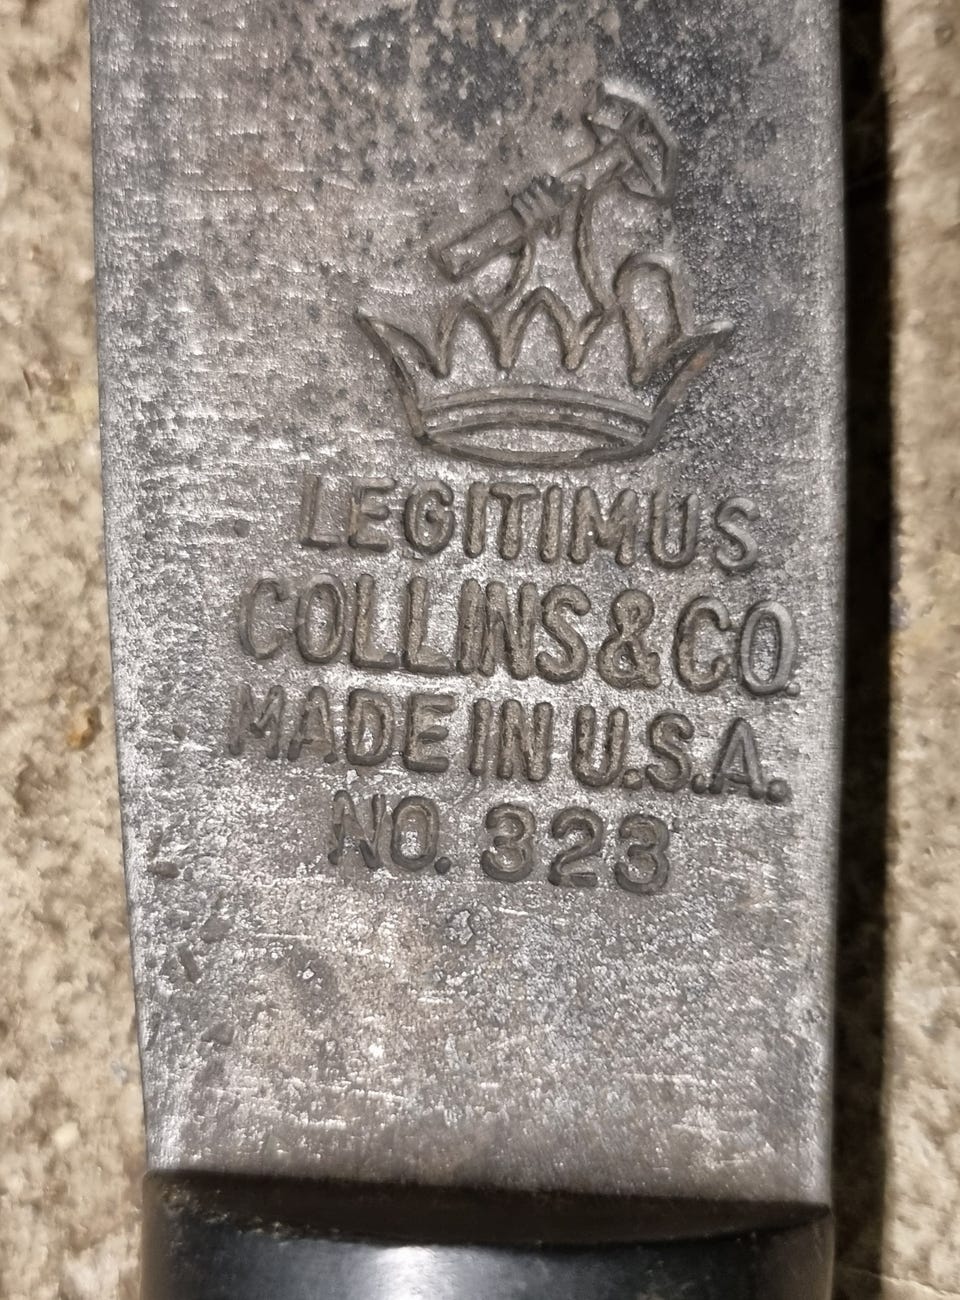 LEGITIMUS
COLLINS & CO.
MADE IN U.S.A.
NO. 323